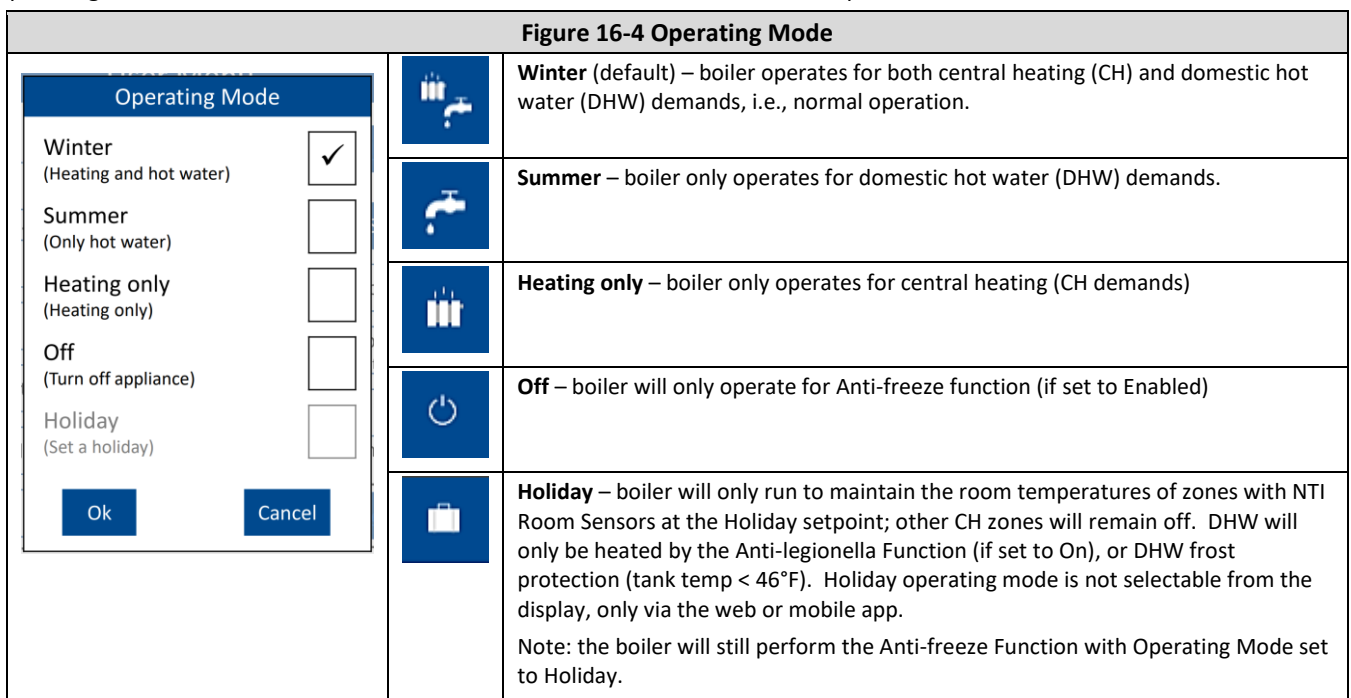 Figure 16-4 Operating Mode
Operating Mode
Winter
(Heating and hot water)
✓
Summer
(Only hot water)
Heating only
(Heating only)
Off
(Turn off appliance)
Holiday
(Set a holiday)
Ok
Cancel
Winter (default) – boiler operates for both central heating (CH) and domestic hot
water (DHW) demands, i.e., normal operation.
Summer – boiler only operates for domestic hot water (DHW) demands.
Heating only – boiler only operates for central heating (CH demands)
Off – boiler will only operate for Anti-freeze function (if set to Enabled)
Holiday – boiler will only run to maintain the room temperatures of zones with NTI
Room Sensors at the Holiday setpoint; other CH zones will remain off.  DHW will
only be heated by the Anti-legionella Function (if set to On), or DHW frost
protection (tank temp < 46°F).  Holiday operating mode is not selectable from the
display, only via the web or mobile app.
Note: the boiler will still perform the Anti-freeze Function with Operating Mode set
to Holiday.